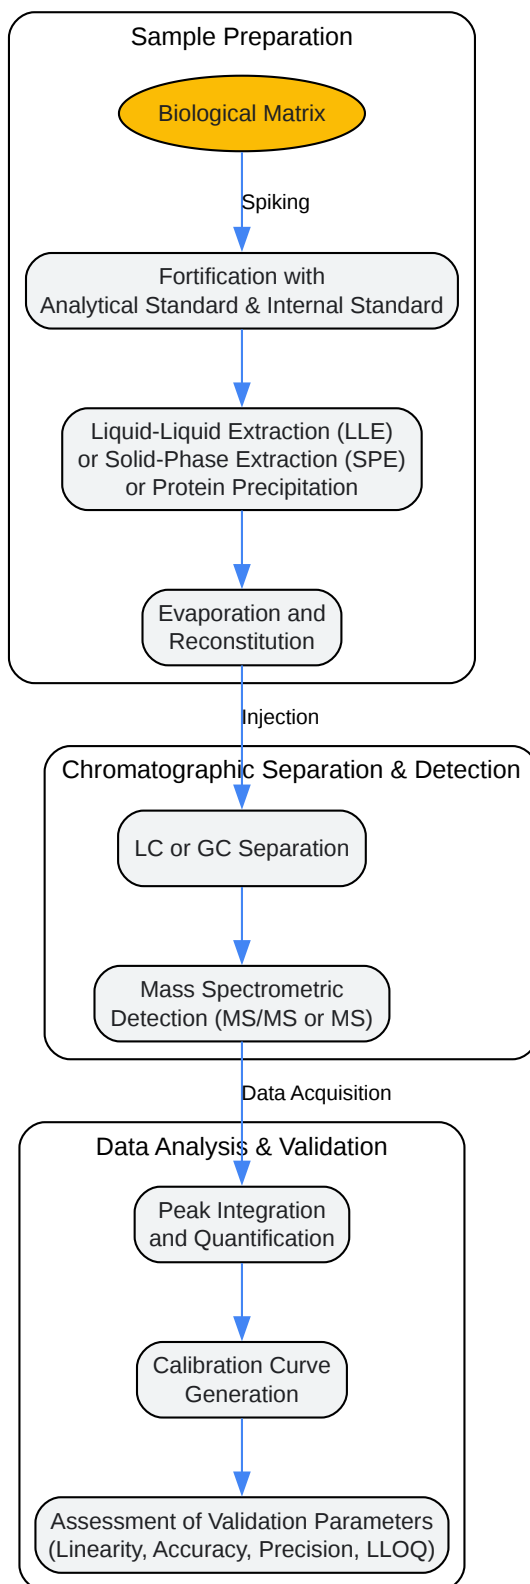 Sample Preparation
Biological Matrix
Spiking
Fortification with
Analytical Standard & Internal Standard
Liquid-Liquid Extraction (LLE)
or Solid-Phase Extraction (SPE)
or Protein Precipitation
Evaporation and
Reconstitution
Injection
Chromatographic Separation & Detection
LC or GC Separation
Mass Spectrometric
Detection (MS/MS or MS)
Data Acquisition
Data Analysis & Validation
Peak Integration
and Quantification
Calibration Curve
Generation
Assessment of Validation Parameters
(Linearity, Accuracy, Precision, LLOQ)